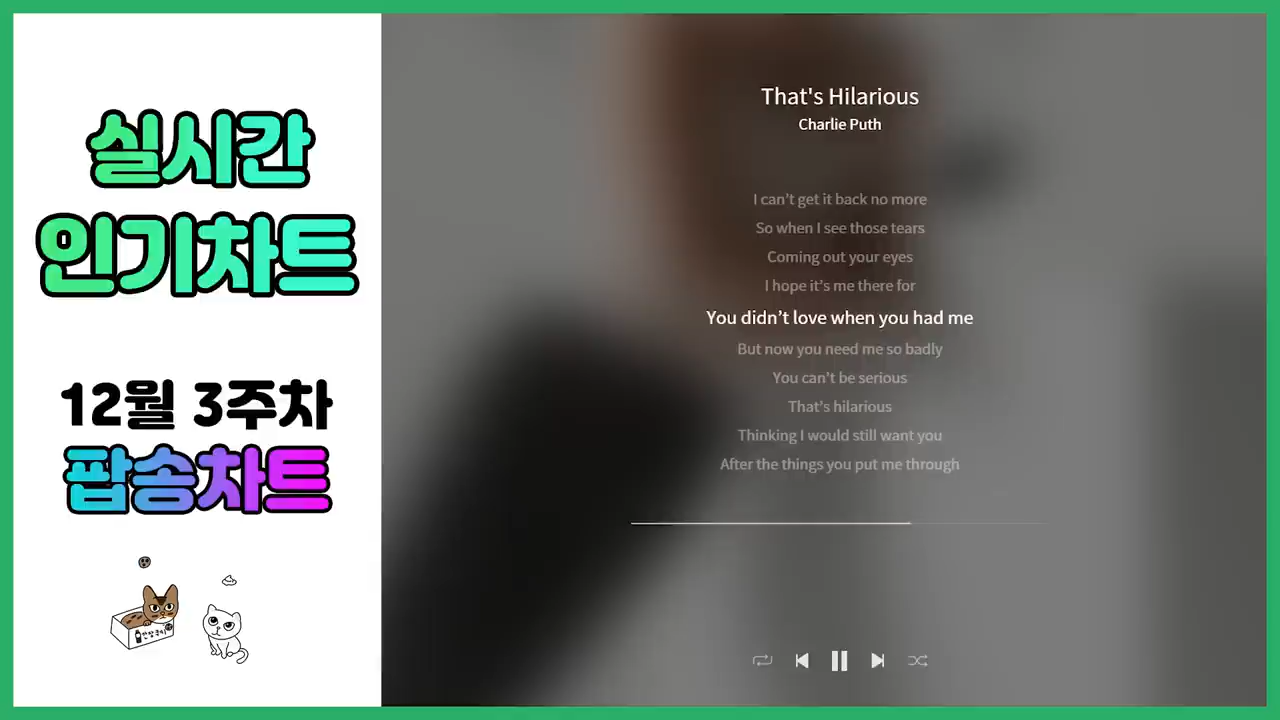 실시간
인기차트
12월 3주차
팝송차트
That's Hilarious
Charlie Puth
I can’t get it back no more
So when I see those tears
Coming out your eyes
I hope it’s me there for
You didn’t love when you had me
But now you need me so badly
You can’t be serious
That’s hilarious
Thinking I would still want you
After the things you put me through